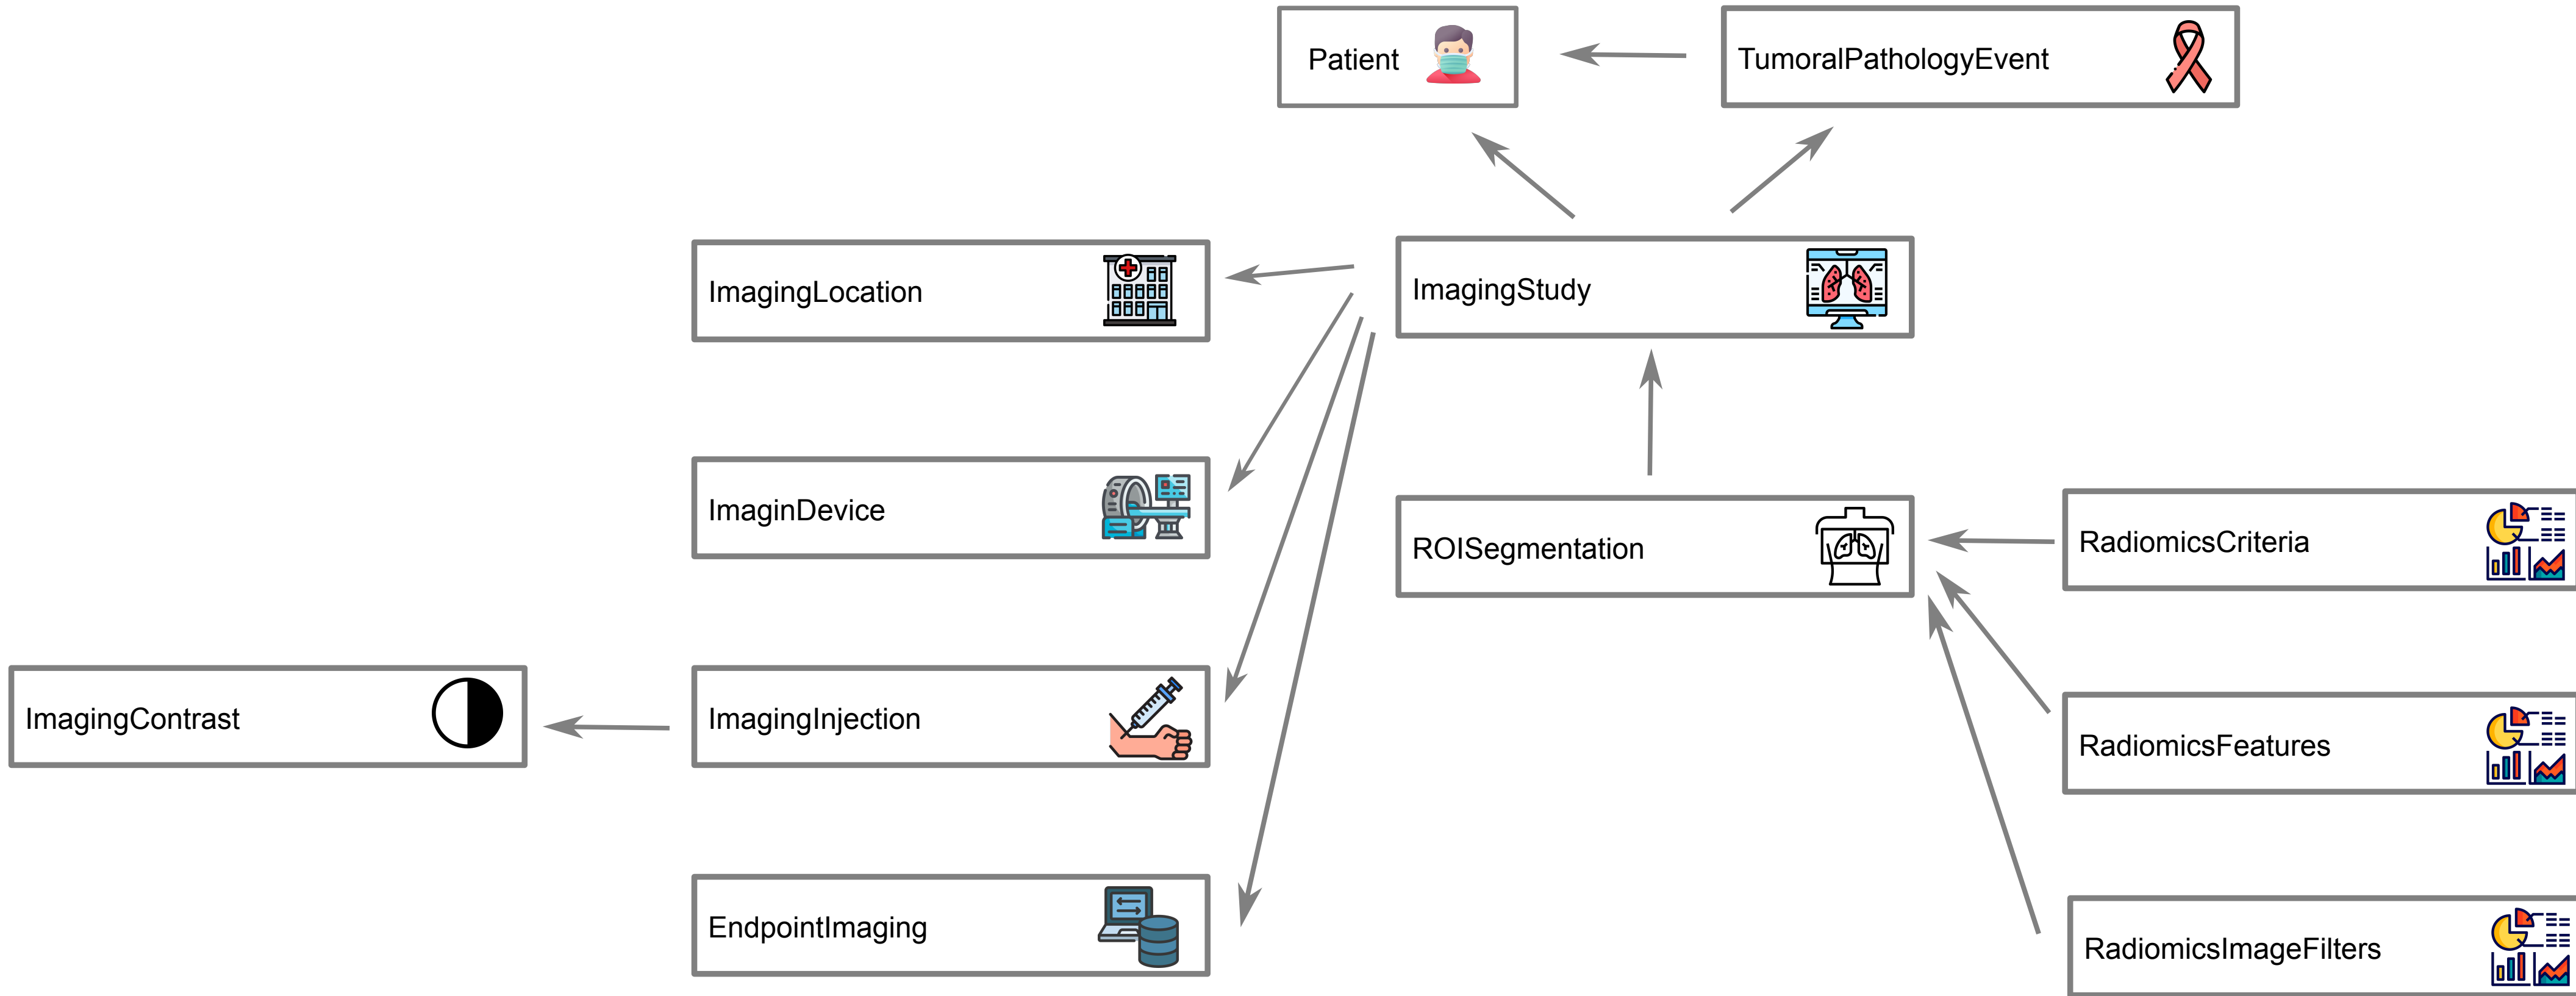 Patient
TumoralPathologyEvent
ImagingLocation
ImagingStudy
ImaginDevice
ROISegmentation
RadiomicsCriteria
ImagingContrast
ImagingInjection
RadiomicsFeatures
EndpointImaging
RadiomicsImageFilters